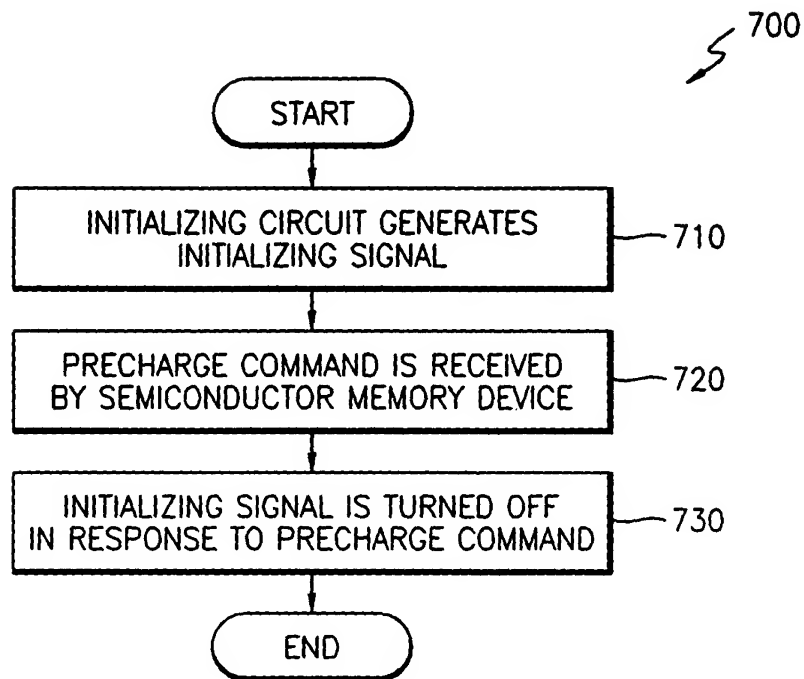 700
START
INITIALIZING CIRCUIT GENERATES
INITIALIZING SIGNAL
710
PRECHARGE COMMAND IS RECEIVED
BY SEMICONDUCTOR MEMORY DEVICE
720
INITIALIZING SIGNAL IS TURNED OFF
IN RESPONSE TO PRECHARGE COMMAND
730
END